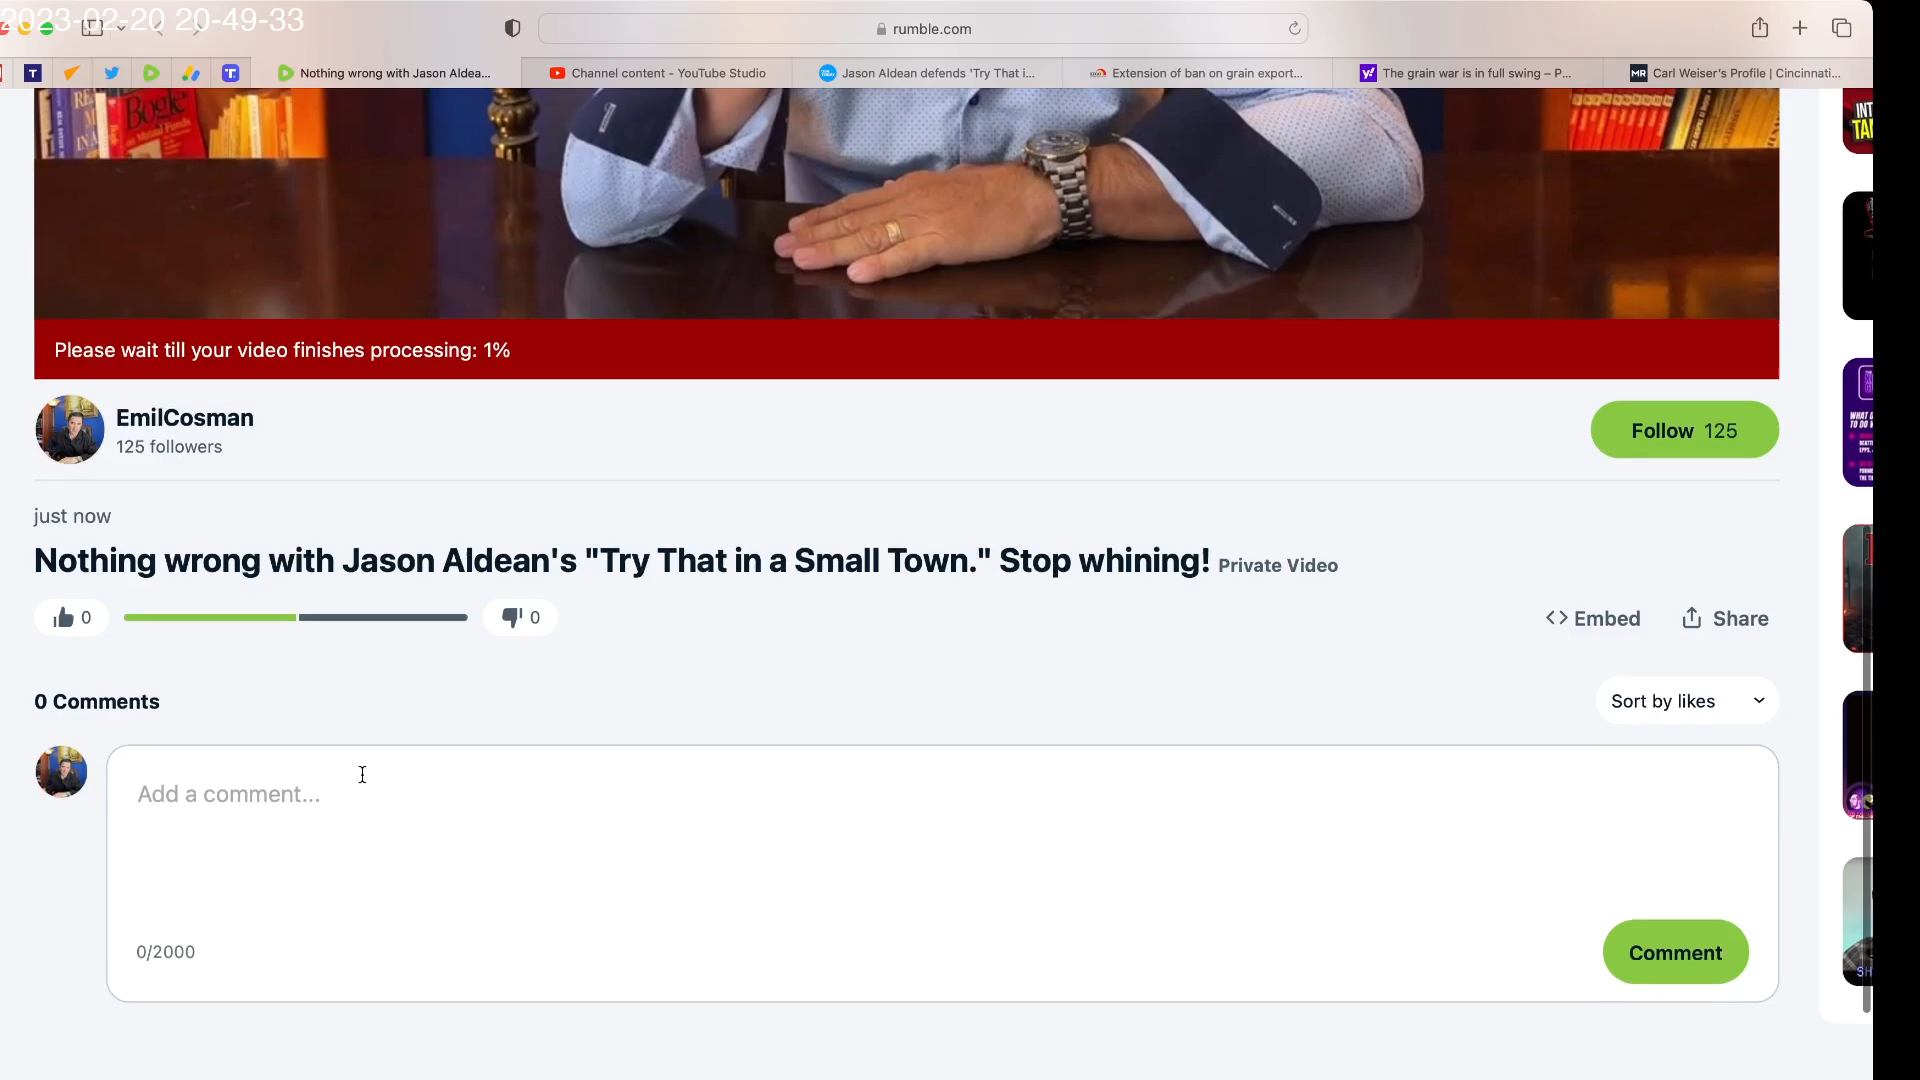 2023-02-20 20-49-33
rumble.com
Nothing wrong with Jason Aldea...
Channel content - YouTube Studio
Jason Aldean defends 'Try That i...
Extension of ban on grain export...
The grain war is in full swing – P...
MR Carl Weiser's Profile | Cincinnati...
Bogle
Mutual Funds
Please wait till your video finishes processing: 1%
EmilCosman
125 followers
Follow 125
just now
Nothing wrong with Jason Aldean's "Try That in a Small Town." Stop whining! Private Video
0
0
<> Embed
Share
0 Comments
Sort by likes
Add a comment...
0/2000
Comment